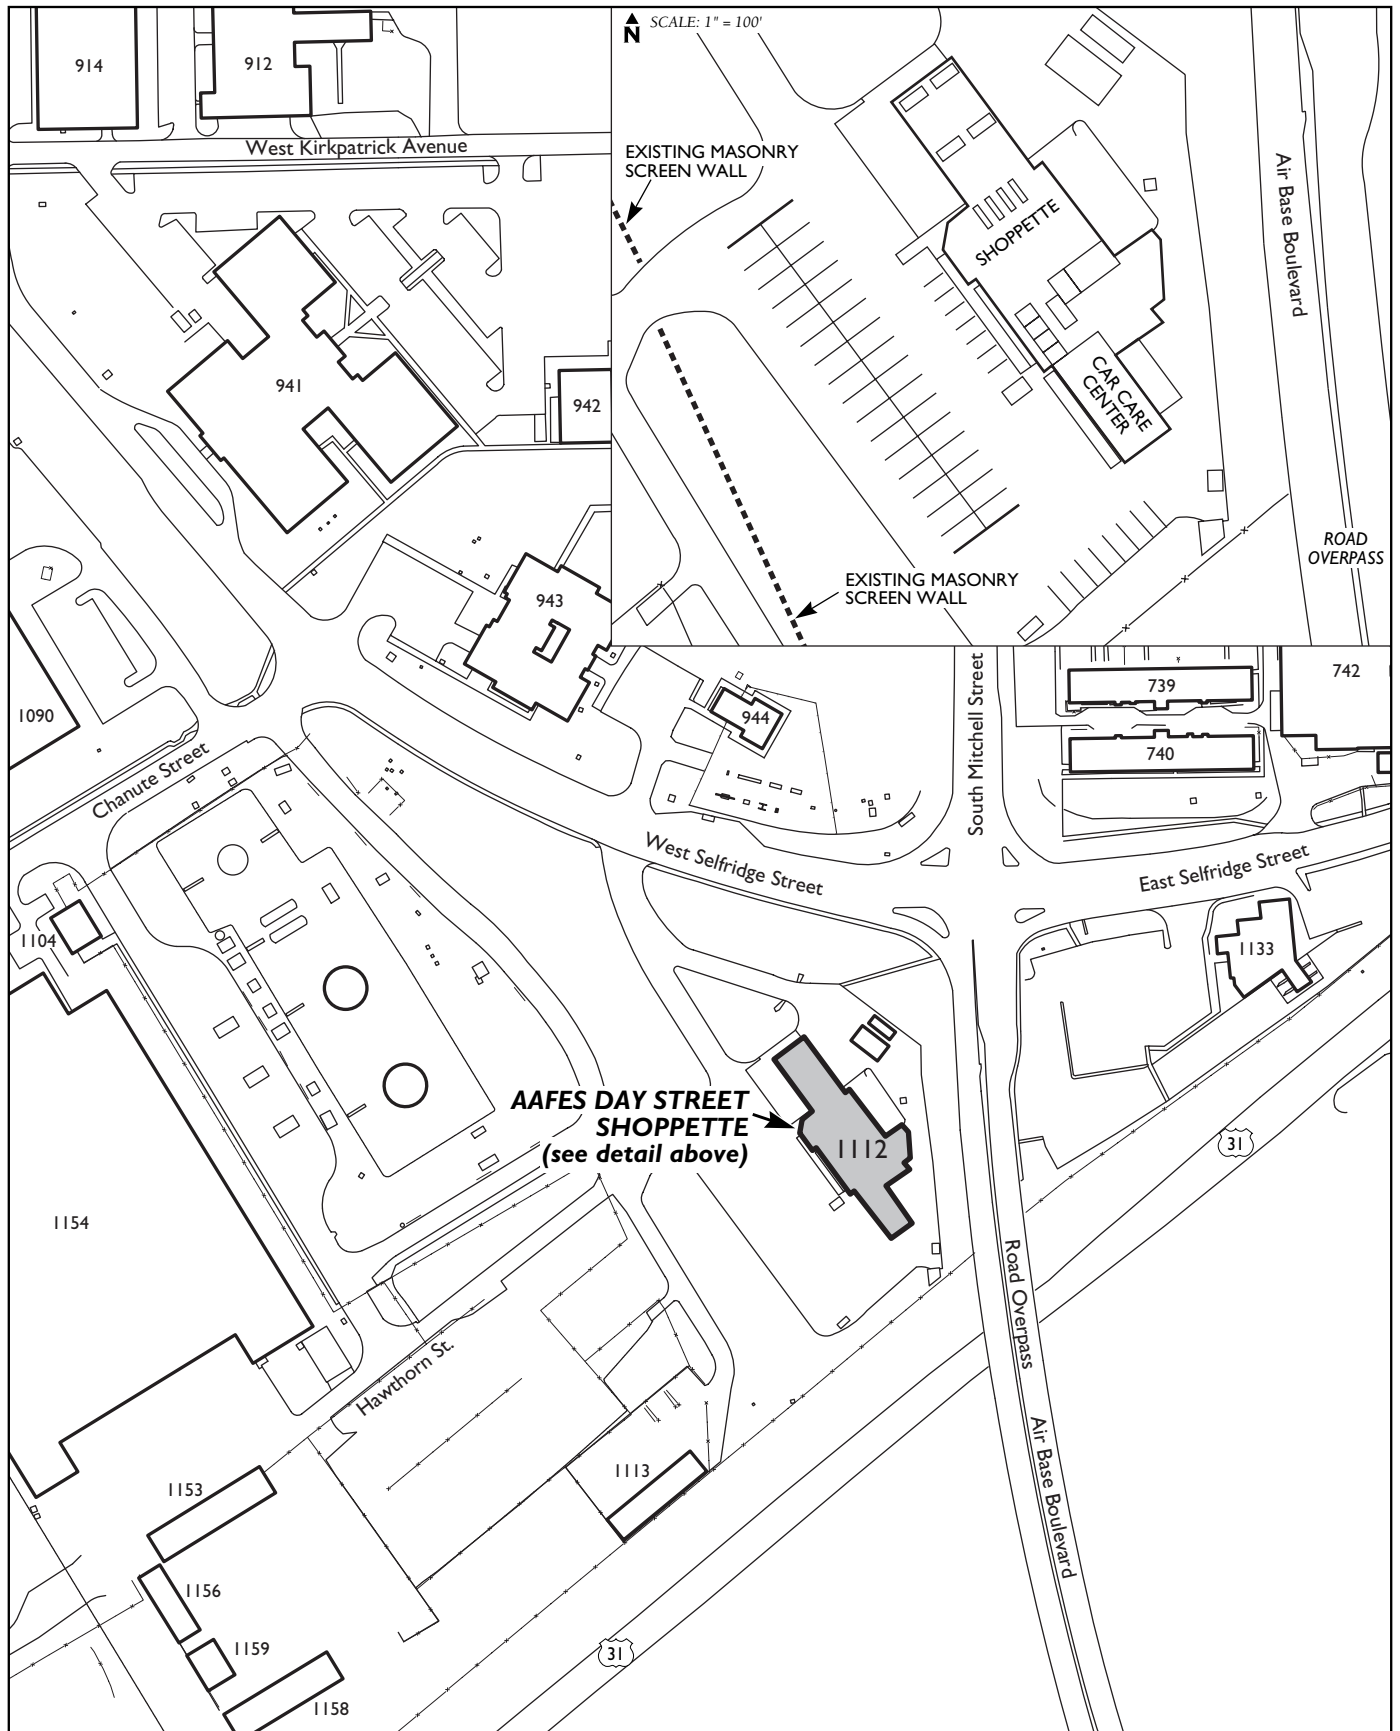 914
912
West Kirkpatrick Avenue
N
SCALE: 1" = 100'
EXISTING MASONRY
SCREEN WALL
SHOPPETTE
CAR CARE
CENTER
Air Base Boulevard
ROAD
OVERPASS
EXISTING MASONRY
SCREEN WALL
941
942
943
944
1090
Chanute Street
South Mitchell Street
739
740
742
West Selfridge Street
East Selfridge Street
1104
1133
AAFES DAY STREET
SHOPPETTE
(see detail above)
1112
31
1154
Road Overpass
Hawthorn St.
Air Base Boulevard
1113
1153
1156
1159
1158
31